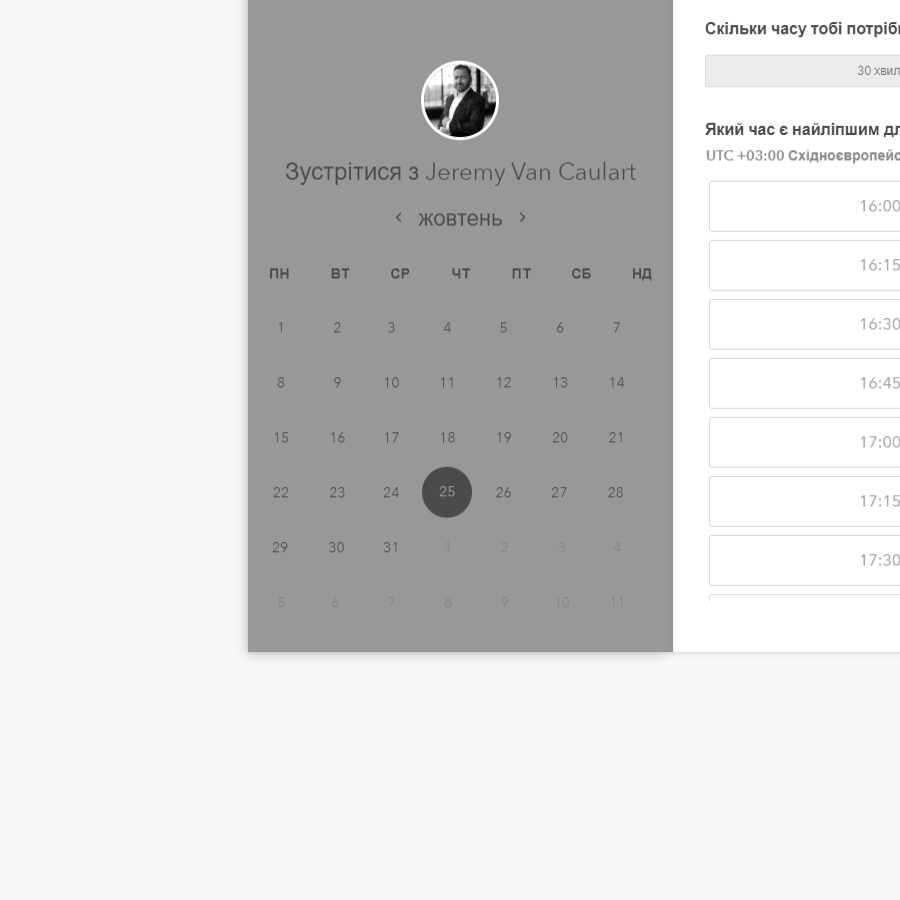 Зустрітися з Jeremy Van Caulart
жовтень
ПН ВТ СР ЧТ ПТ СБ НД
1 2 3 4 5 6 7
8 9 10 11 12 13 14
15 16 17 18 19 20 21
22 23 24 25 26 27 28
29 30 31 1 2 3 4
5 6 7 8 9 10 11
Скільки часу тобі
30
Який час є найліпшим
UTC +03:00
16:00
16:15
16:30
16:45
17:00
17:15
17:30